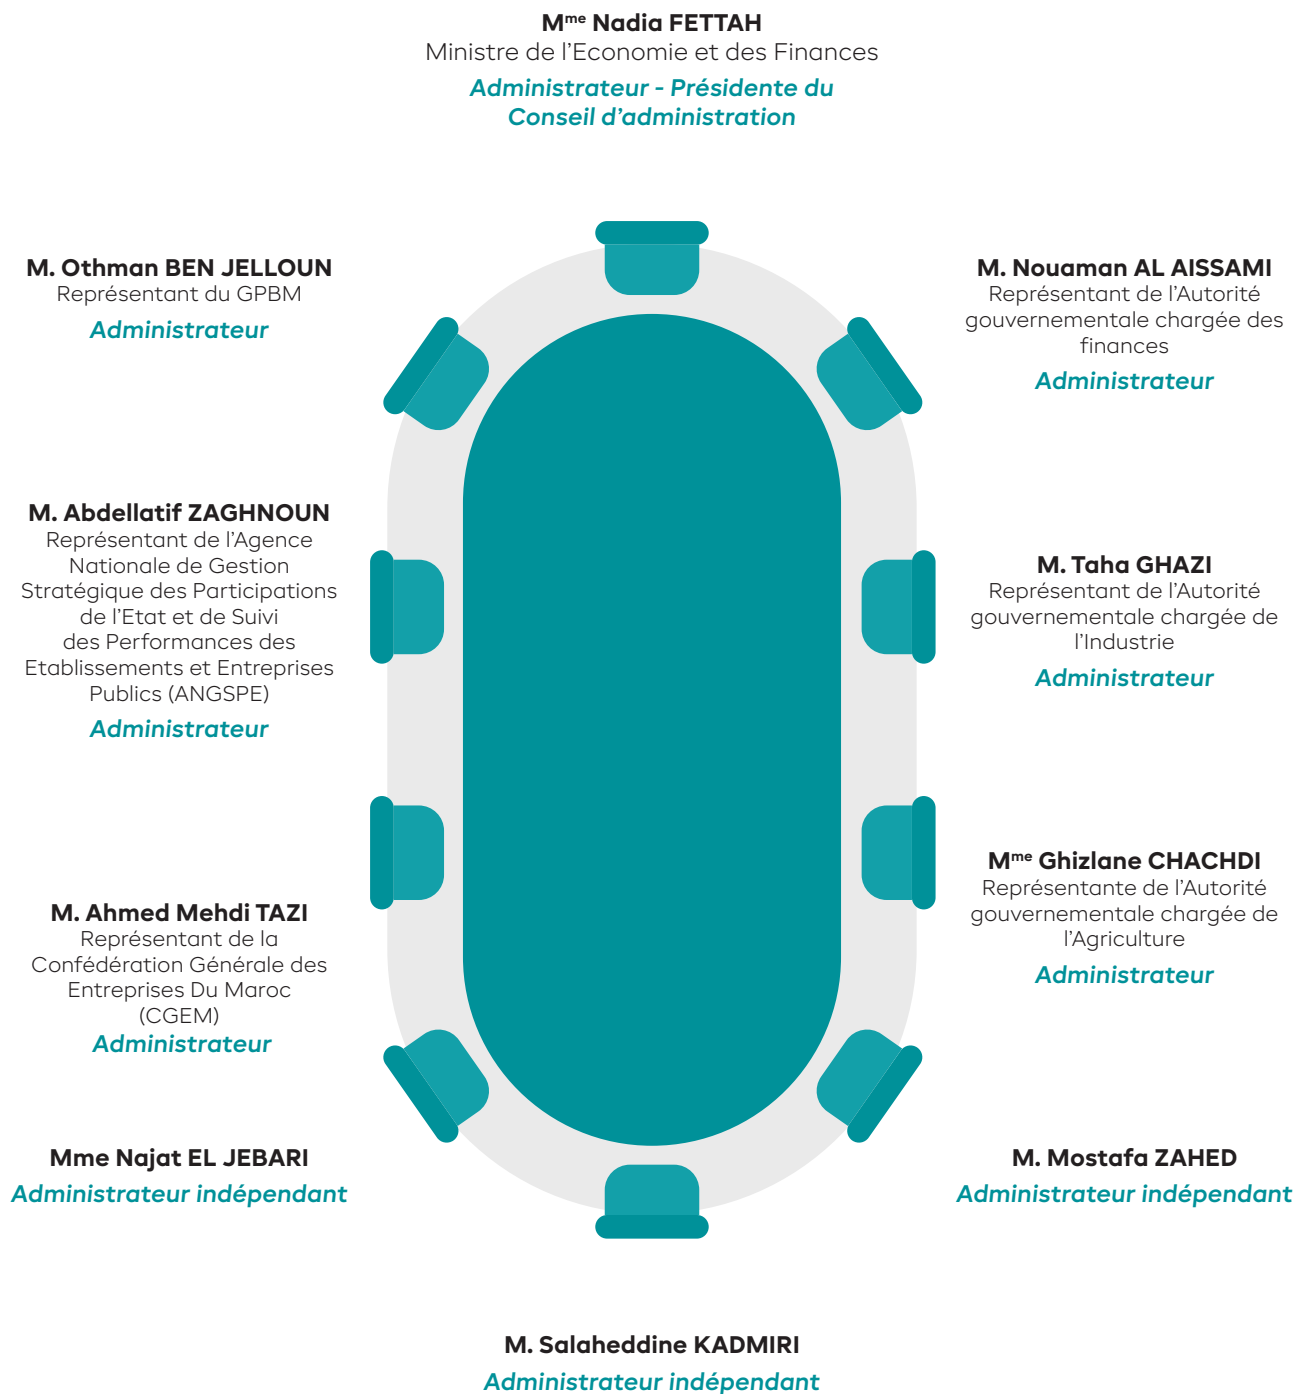 Mme Nadia FETTAH
Ministre de l’Economie et des Finances
Administrateur - Présidente du
Conseil d’administration
M. Othman BEN JELLOUN
Représentant du GPBM
Administrateur
M. Nouaman AL AISSAMI
Représentant de l’Autorité
gouvernementale chargée des
finances
Administrateur
M. Abdellatif ZAGHNOUN
Représentant de l’Agence
Nationale de Gestion
Stratégique des Participations
de l’Etat et de Suivi
des Performances des
Etablissements et Entreprises
Publics (ANGSPE)
Administrateur
M. Taha GHAZI
Représentant de l’Autorité
gouvernementale chargée de
l’Industrie
Administrateur
M. Ahmed Mehdi TAZI
Représentant de la
Confédération Générale des
Entreprises Du Maroc
(CGEM)
Administrateur
Mme Ghizlane CHACHDI
Représentante de l’Autorité
gouvernementale chargée de
l’Agriculture
Administrateur
Mme Najat EL JEBARI
Administrateur indépendant
M. Mostafa ZAHED
Administrateur indépendant
M. Salaheddine KADMIRI
Administrateur indépendant